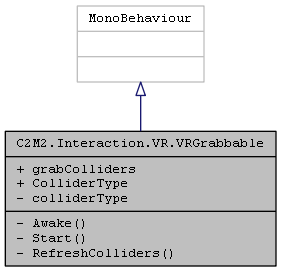 MonoBehaviour
C2M2.Interaction.VR.VRGrabbable
+ grabColliders
+ ColliderType
- colliderType
- Awake()
- Start()
- RefreshColliders()